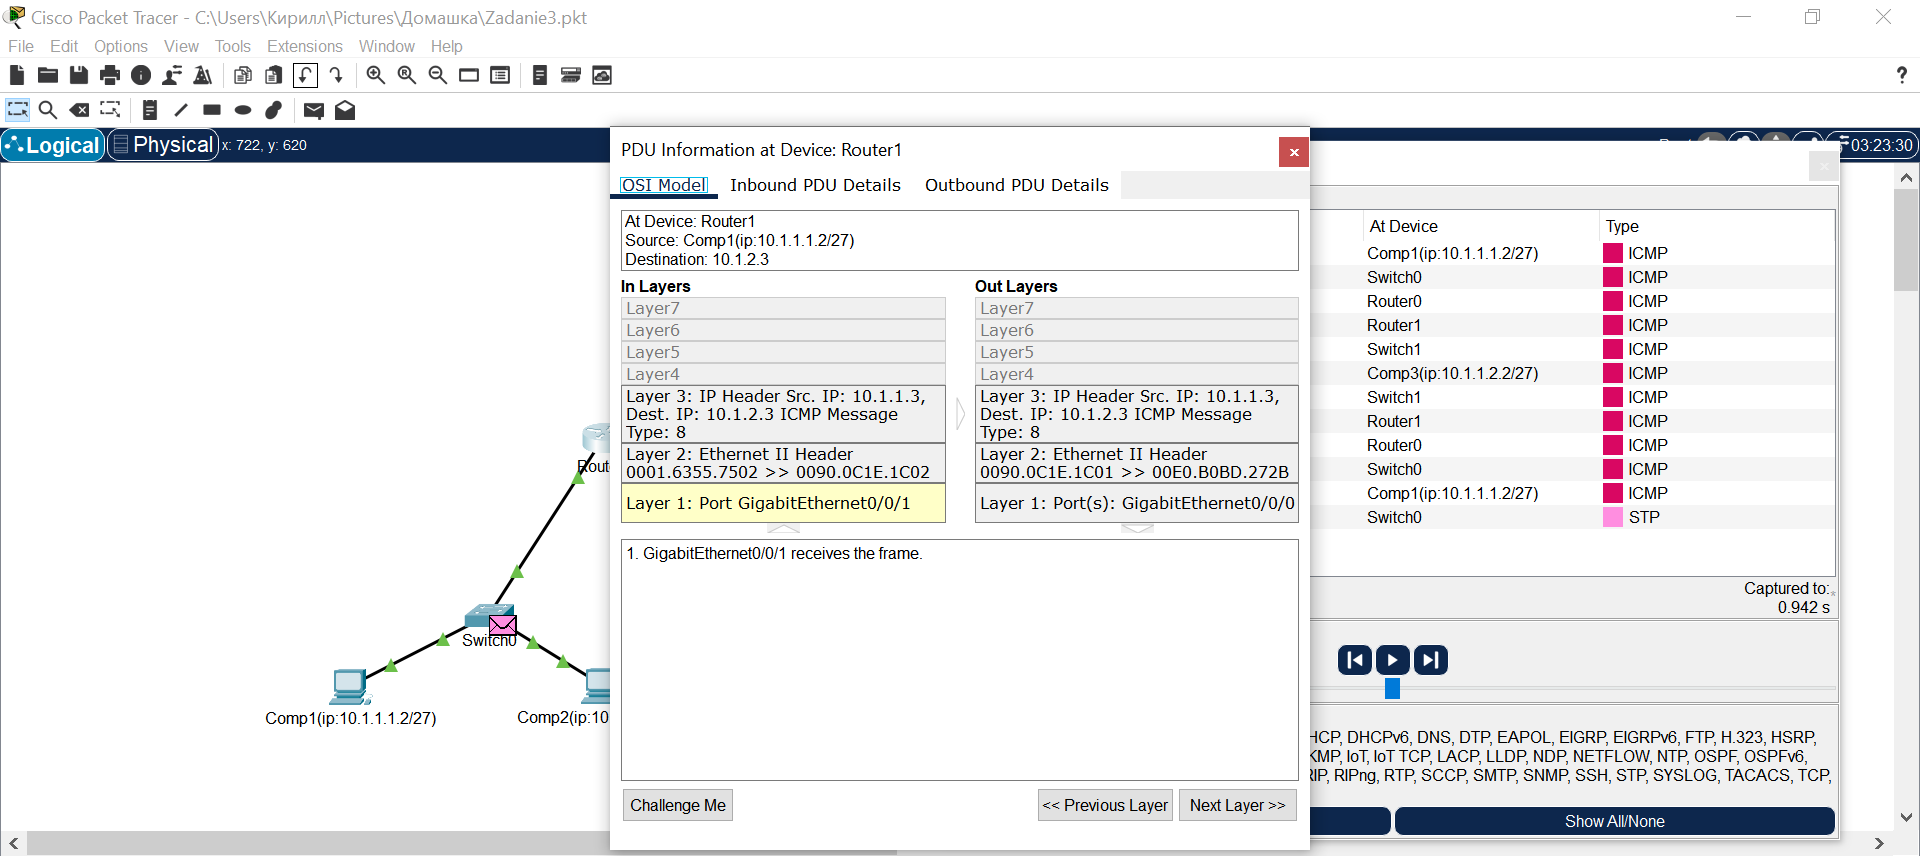 Cisco Packet Tracer - C:\Users\Кирилл\Pictures\Домашка\Zadanie3.pkt
File Edit Options View Tools Extensions Window Help
?
Logical Physical x: 722, y: 620
03:23:30
PDU Information at Device: Router1
OSI Model Inbound PDU Details Outbound PDU Details
At Device: Router1
Source: Comp1(ip:10.1.1.1.2/27)
Destination: 10.1.2.3
In Layers
Layer7
Layer6
Layer5
Layer4
Layer 3: IP Header Src. IP: 10.1.1.3,
Dest. IP: 10.1.2.3 ICMP Message
Type: 8
Layer 2: Ethernet II Header
0001.6355.7502 >> 0090.0C1E.1C02
Layer 1: Port GigabitEthernet0/0/1
Out Layers
Layer7
Layer6
Layer5
Layer4
Layer 3: IP Header Src. IP: 10.1.1.3,
Dest. IP: 10.1.2.3 ICMP Message
Type: 8
Layer 2: Ethernet II Header
0090.0C1E.1C01 >> 00E0.B0BD.272B
Layer 1: Port(s): GigabitEthernet0/0/0
1. GigabitEthernet0/0/1 receives the frame.
Challenge Me << Previous Layer Next Layer >>
At Device Type
Comp1(ip:10.1.1.1.2/27) ICMP
Switch0 ICMP
Router0 ICMP
Router1 ICMP
Switch1 ICMP
Comp3(ip:10.1.1.2.2/27) ICMP
Switch1 ICMP
Router1 ICMP
Router0 ICMP
Switch0 ICMP
Comp1(ip:10.1.1.1.2/27) ICMP
Switch0 STP
Captured to:
0.942 s
HCP, DHCPv6, DNS, DTP, EAPOL, EIGRP, EIGRPv6, FTP, H.323, HSRP,
KMP, IoT, IoT TCP, LACP, LLDP, NDP, NETFLOW, NTP, OSPF, OSPFv6,
RIP, RIPng, RTP, SCCP, SMTP, SNMP, SSH, STP, SYSLOG, TACACS, TCP,
Show All/None
Rout
Switch0
Comp1(ip:10.1.1.1.2/27)
Comp2(ip:10